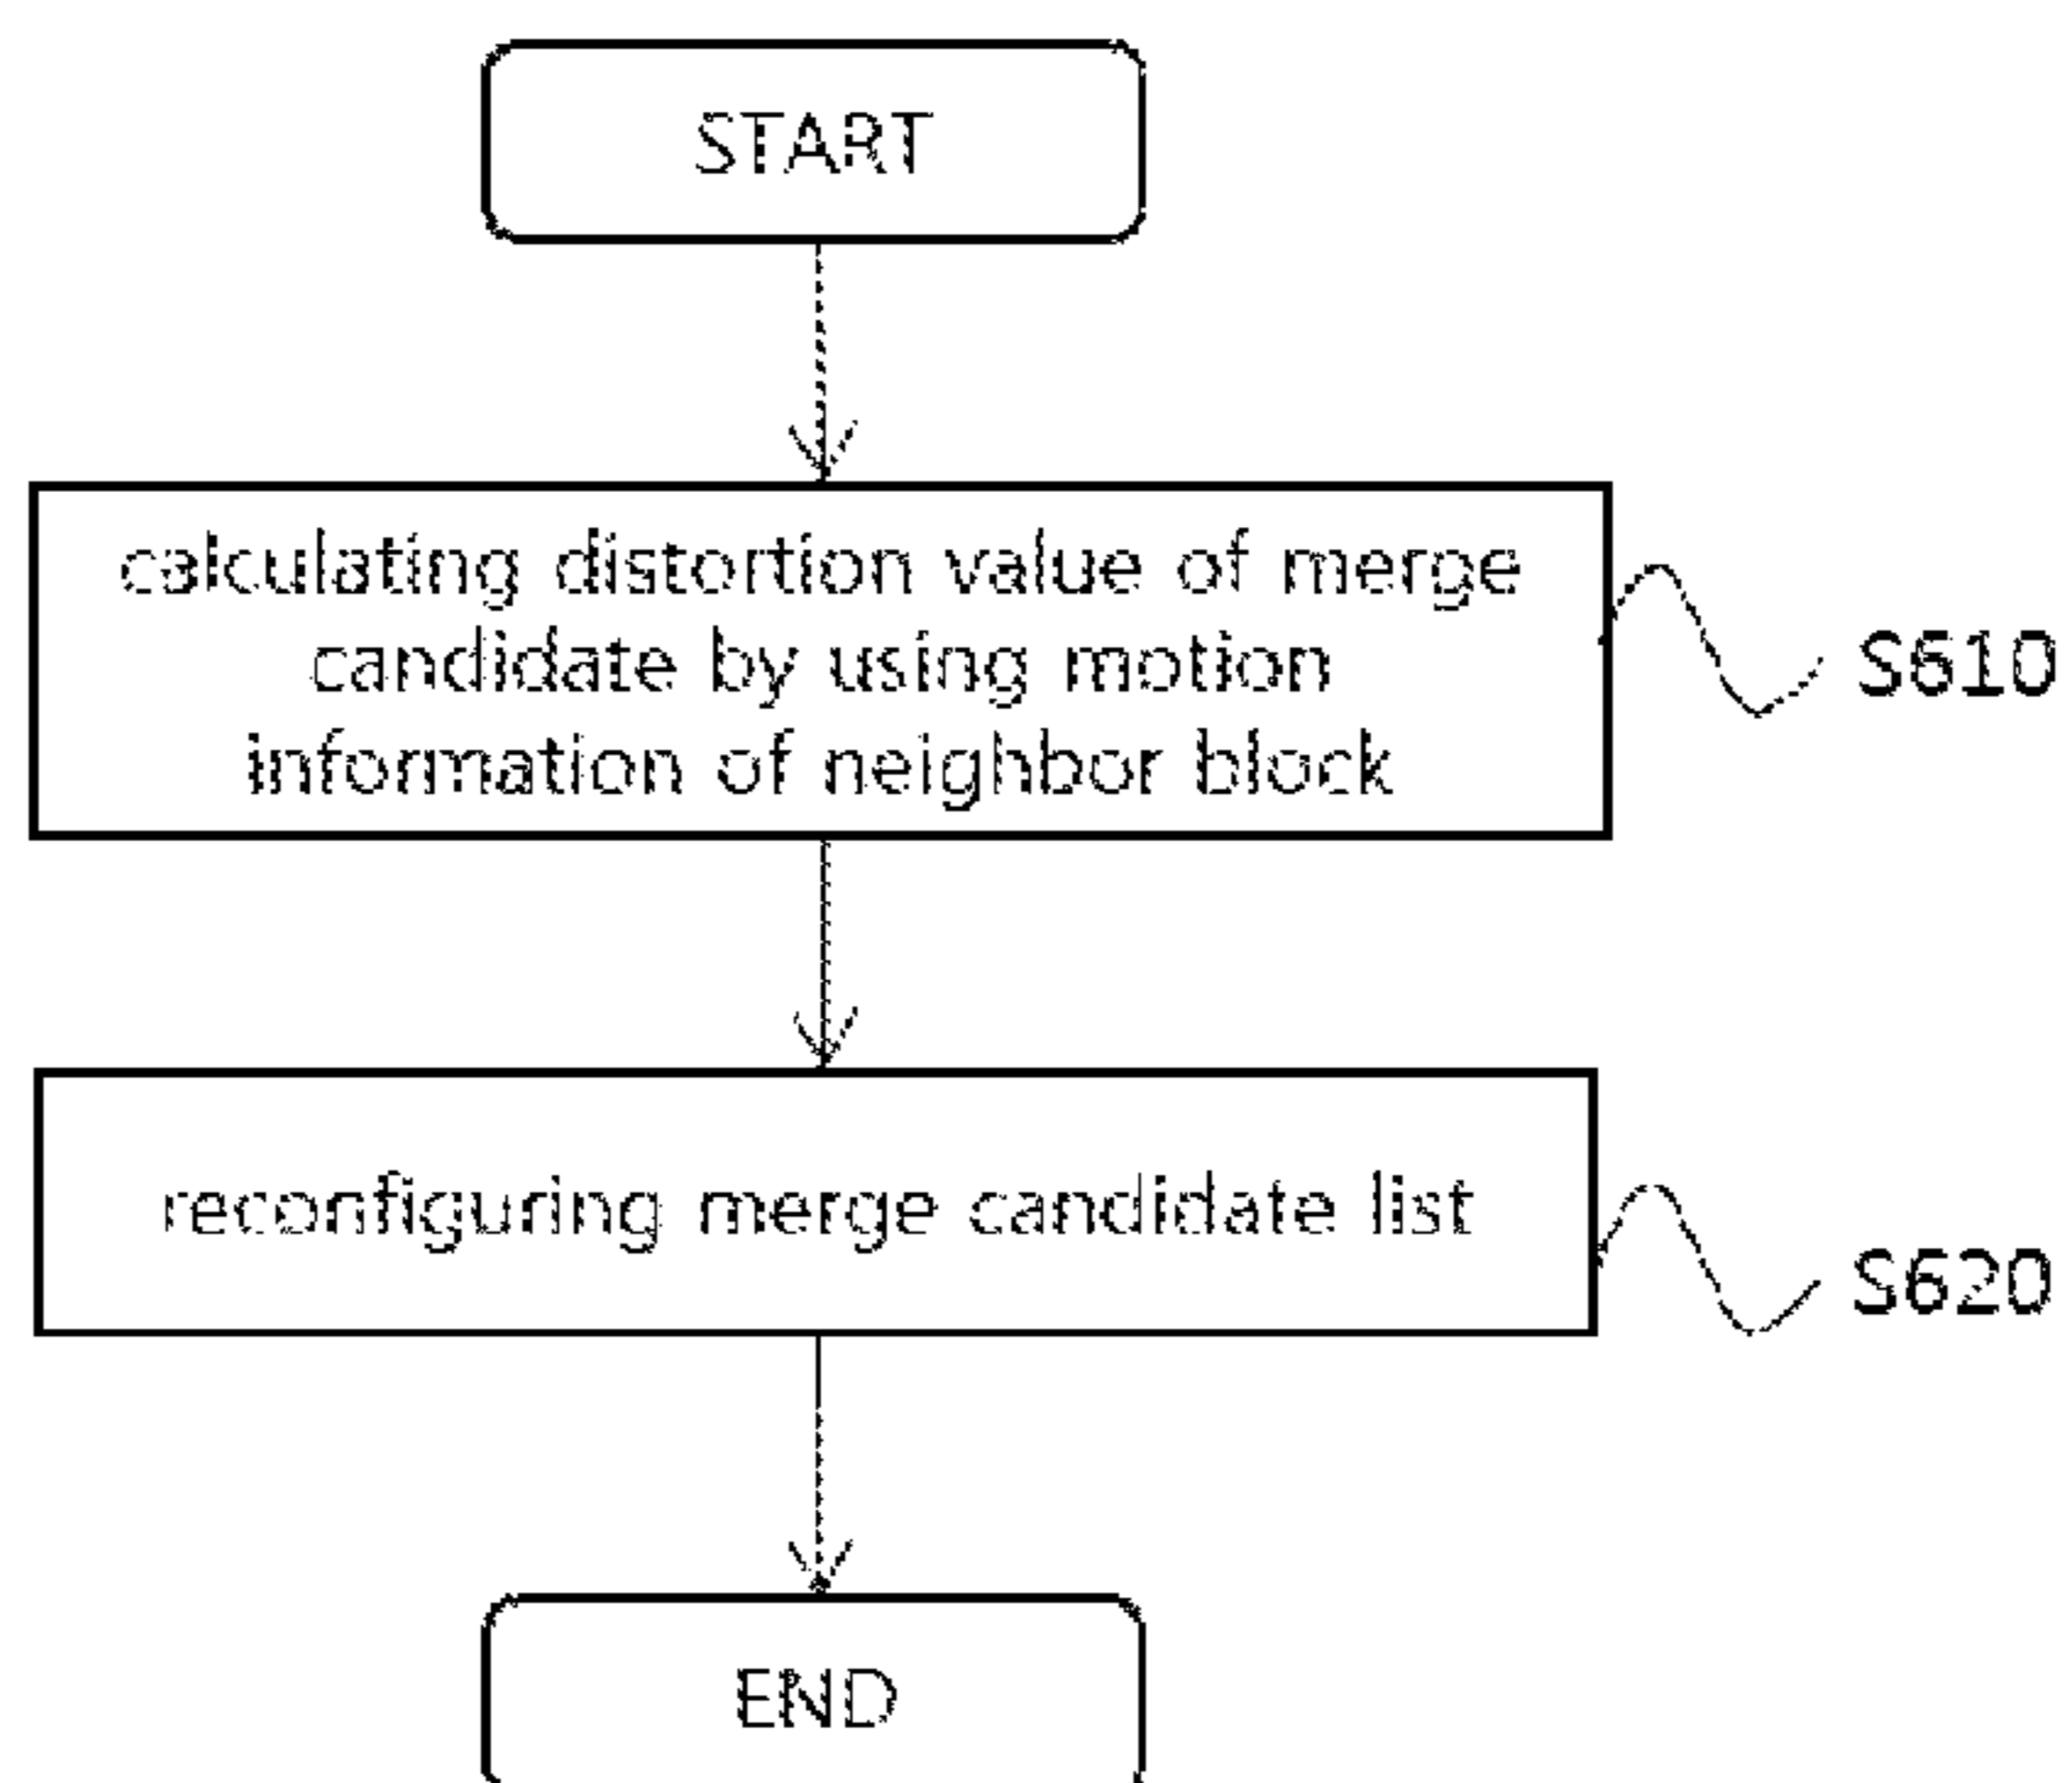 START
calculating distortion value of merge
candidate by using motion
information of neighbor block
S610
reconfiguring merge candidate list
S620
END